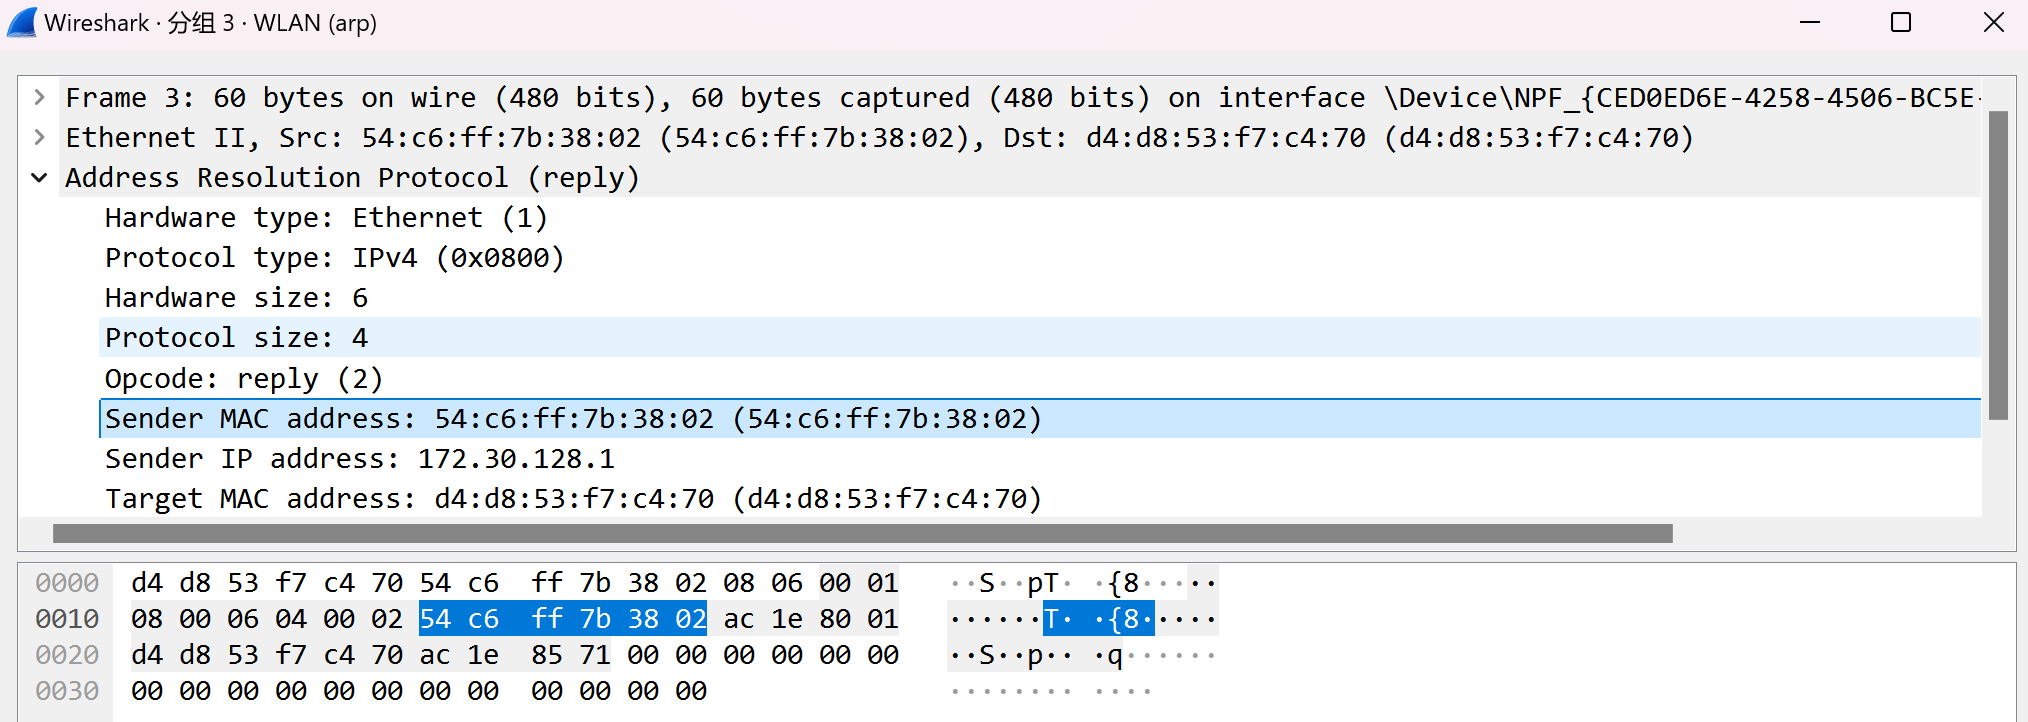 Wireshark · 分组 3 · WLAN (arp)
Frame 3: 60 bytes on wire (480 bits), 60 bytes captured (480 bits) on interface \Device\NPF_{CED0ED6E-4258-4506-BC5E-
Ethernet II, Src: 54:c6:ff:7b:38:02 (54:c6:ff:7b:38:02), Dst: d4:d8:53:f7:c4:70 (d4:d8:53:f7:c4:70)
Address Resolution Protocol (reply)
Hardware type: Ethernet (1)
Protocol type: IPv4 (0x0800)
Hardware size: 6
Protocol size: 4
Opcode: reply (2)
Sender MAC address: 54:c6:ff:7b:38:02 (54:c6:ff:7b:38:02)
Sender IP address: 172.30.128.1
Target MAC address: d4:d8:53:f7:c4:70 (d4:d8:53:f7:c4:70)
0000 d4 d8 53 f7 c4 70 54 c6 ff 7b 38 02 08 06 00 01 ··S··pT· ·{8·····
0010 08 00 06 04 00 02 54 c6 ff 7b 38 02 ac 1e 80 01 ······T· ·{8·····
0020 d4 d8 53 f7 c4 70 ac 1e 85 71 00 00 00 00 00 00 ··S··p·· ·q······
0030 00 00 00 00 00 00 00 00 00 00 00 00 ········ ····